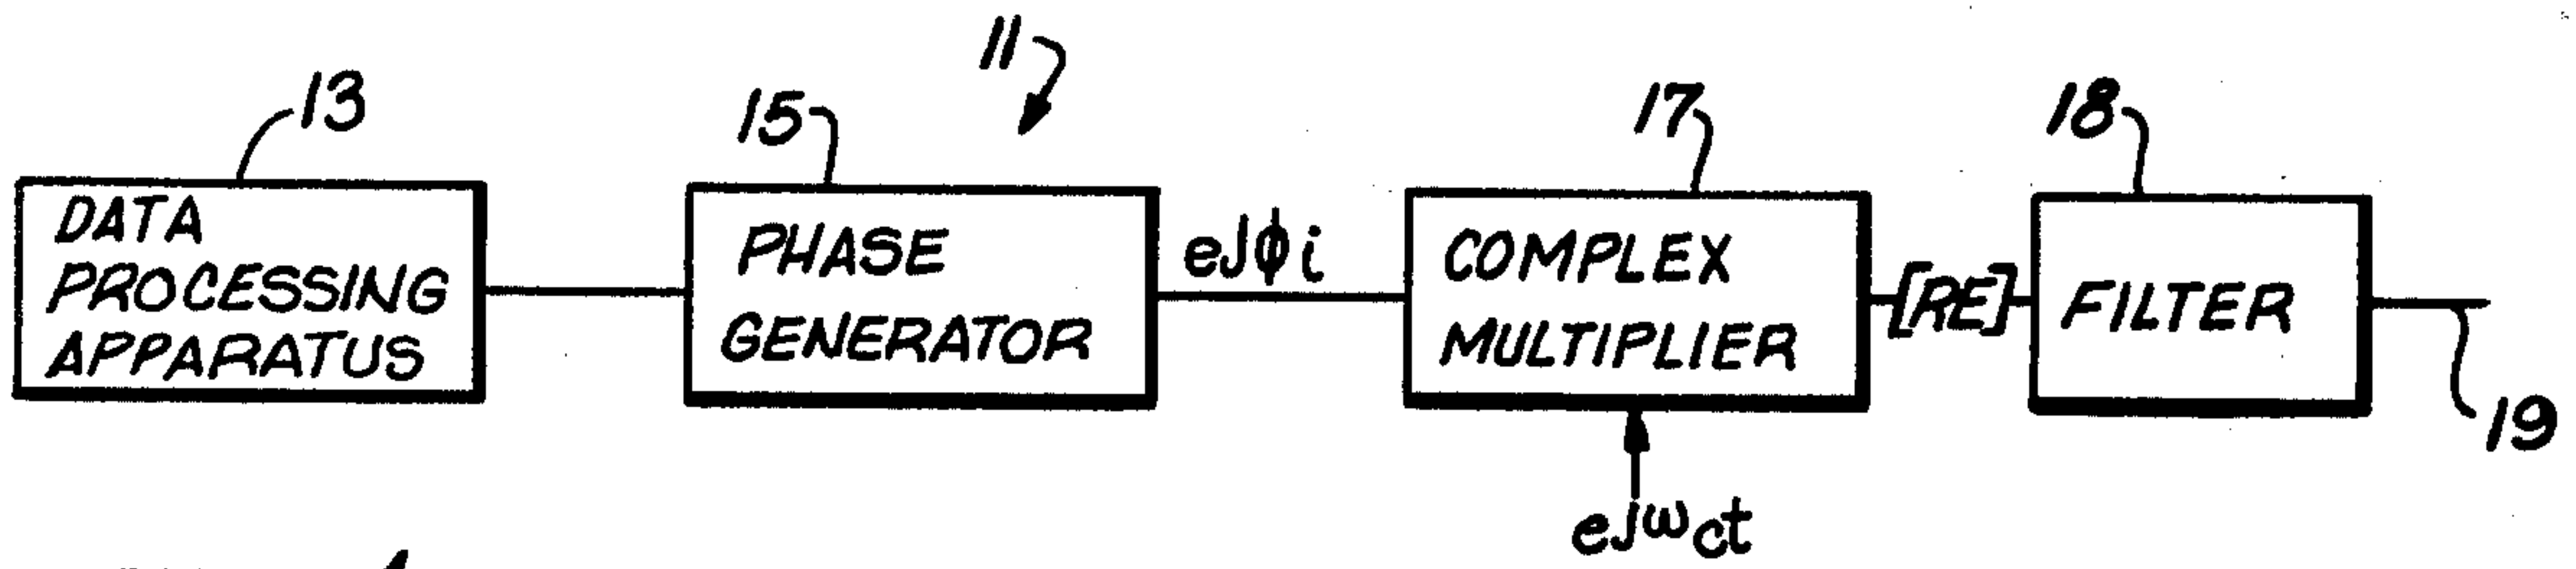 11
13
15
17
18
DATA
PROCESSING
APPARATUS
PHASE
GENERATOR
eJϕi
COMPLEX
MULTIPLIER
[RE]
FILTER
19
eJωct